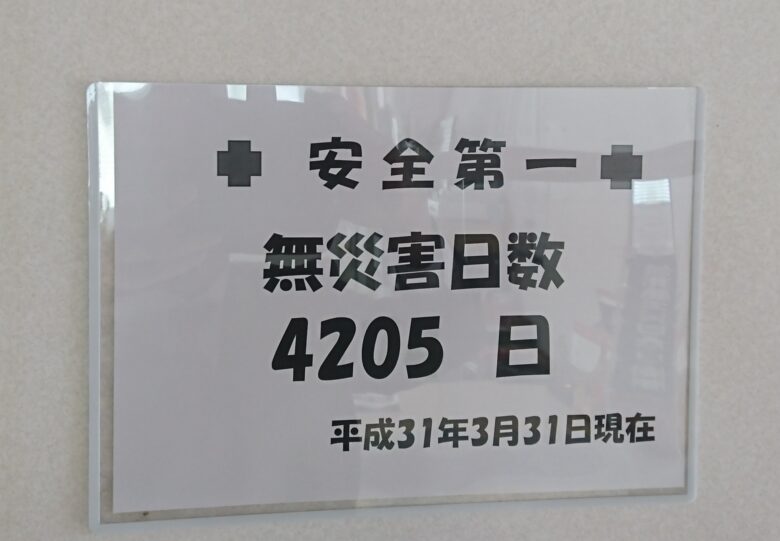 安全第一
無災害日数
4205 日
平成31年3月31日現在